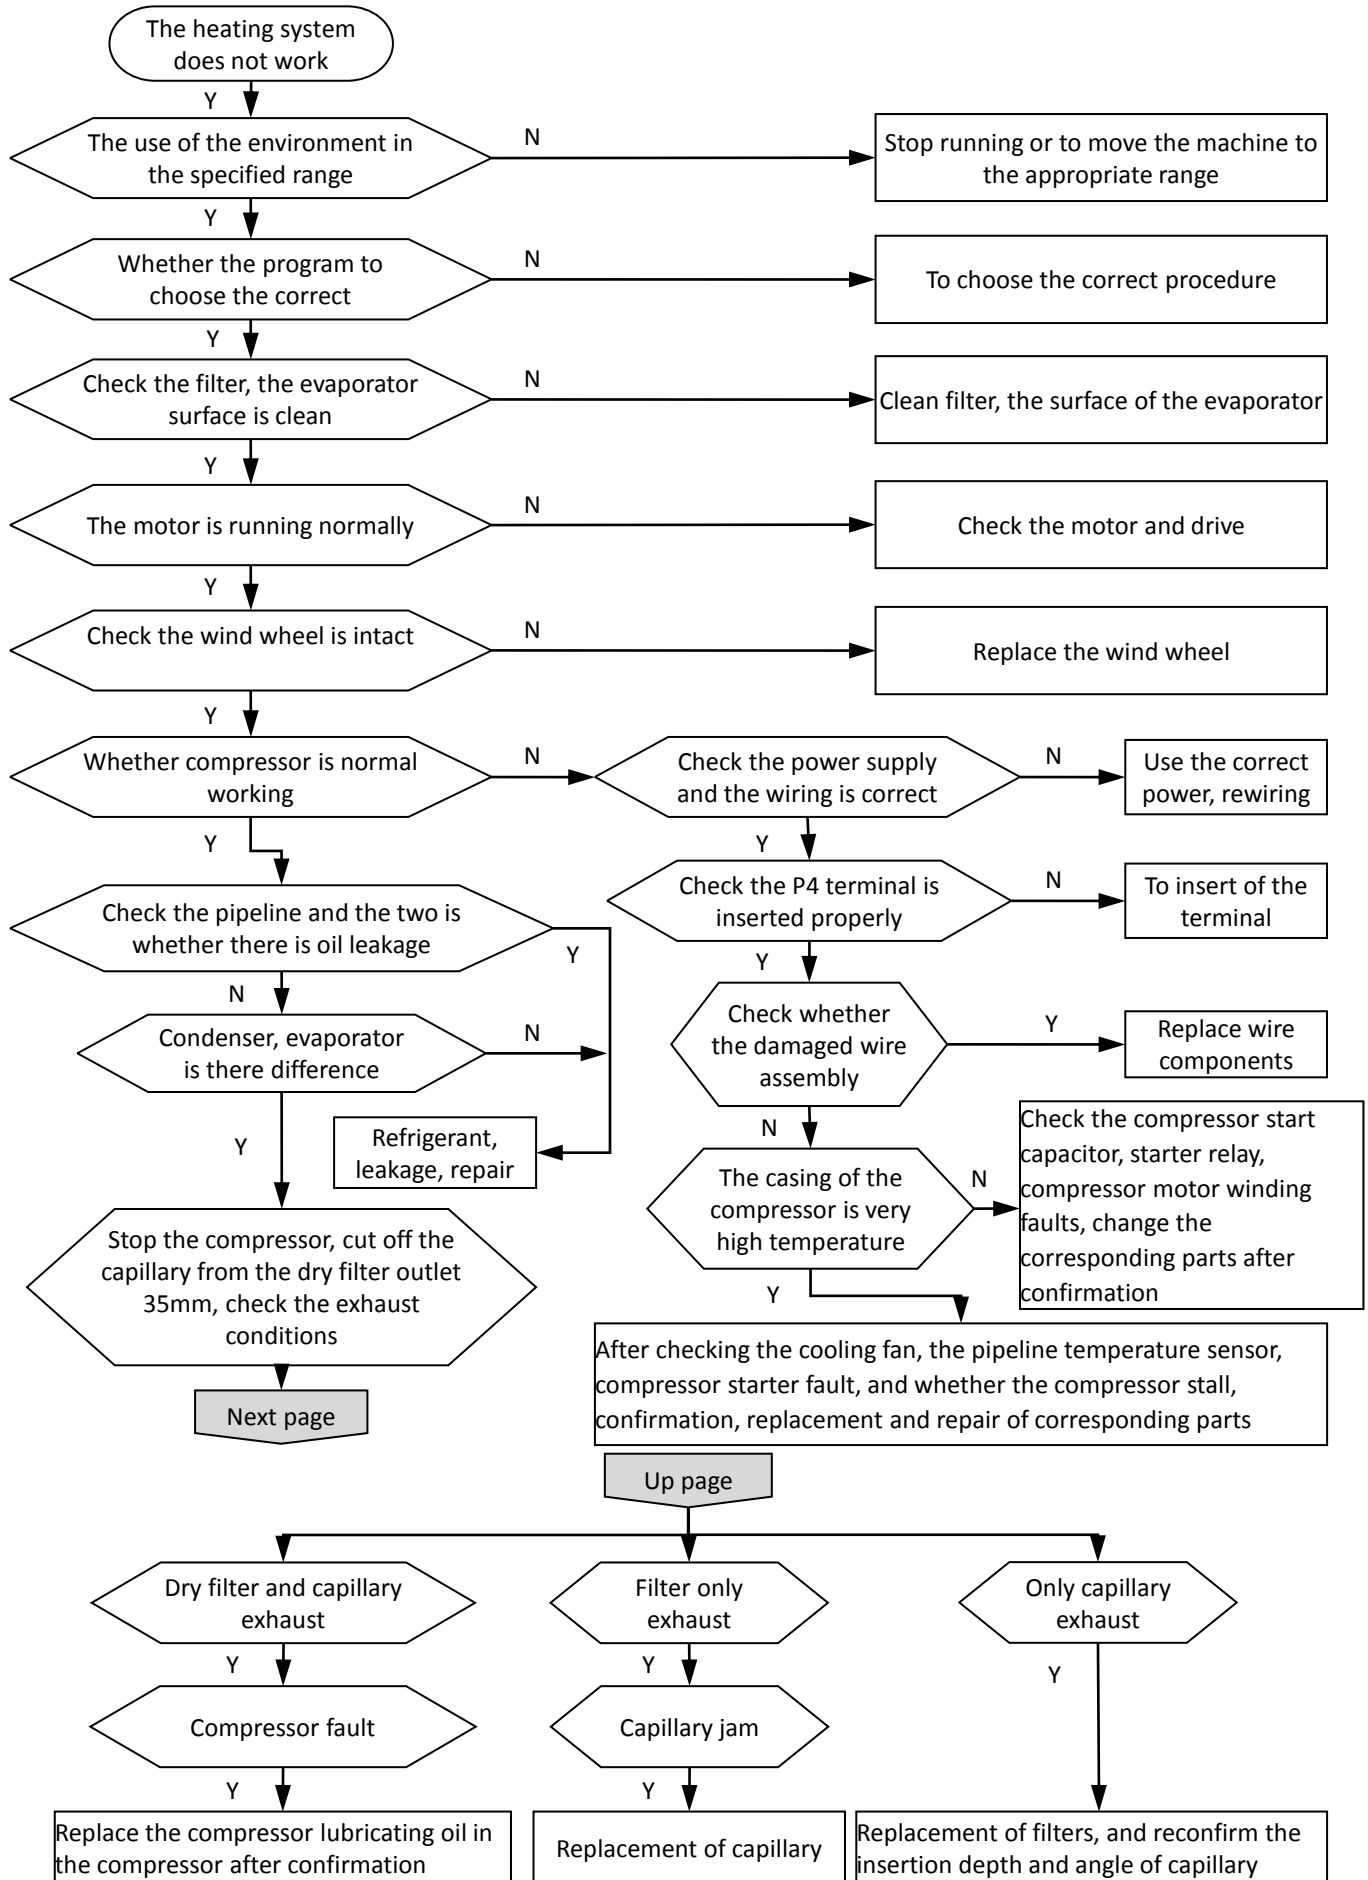 The heating system
does not work
Y
The use of the environment in
the specified range
N
Stop running or to move the machine to
the appropriate range
Y
Whether the program to
choose the correct
N
To choose the correct procedure
Y
Check the filter, the evaporator
surface is clean
N
Clean filter, the surface of the evaporator
Y
The motor is running normally
N
Check the motor and drive
Y
Check the wind wheel is intact
N
Replace the wind wheel
Y
Whether compressor is normal
working
N
Check the power supply
and the wiring is correct
N
Use the correct
power, rewiring
Y
Y
Check the pipeline and the two is
whether there is oil leakage
Y
Check the P4 terminal is
inserted properly
N
To insert of the
terminal
N
Y
Condenser, evaporator
is there difference
N
Check whether
the damaged wire
assembly
Y
Replace wire
components
Y
Refrigerant,
leakage, repair
N
The casing of the
compressor is very
high temperature
N
Check the compressor start
capacitor, starter relay,
compressor motor winding
faults, change the
corresponding parts after
confirmation
Stop the compressor, cut off the
capillary from the dry filter outlet
35mm, check the exhaust
conditions
Y
After checking the cooling fan, the pipeline temperature sensor,
compressor starter fault, and whether the compressor stall,
confirmation, replacement and repair of corresponding parts
Next page
Up page
Dry filter and capillary
exhaust
Filter only
exhaust
Only capillary
exhaust
Y
Y
Y
Compressor fault
Capillary jam
Y
Y
Replace the compressor lubricating oil in
the compressor after confirmation
Replacement of capillary
Replacement of filters, and reconfirm the
insertion depth and angle of capillary